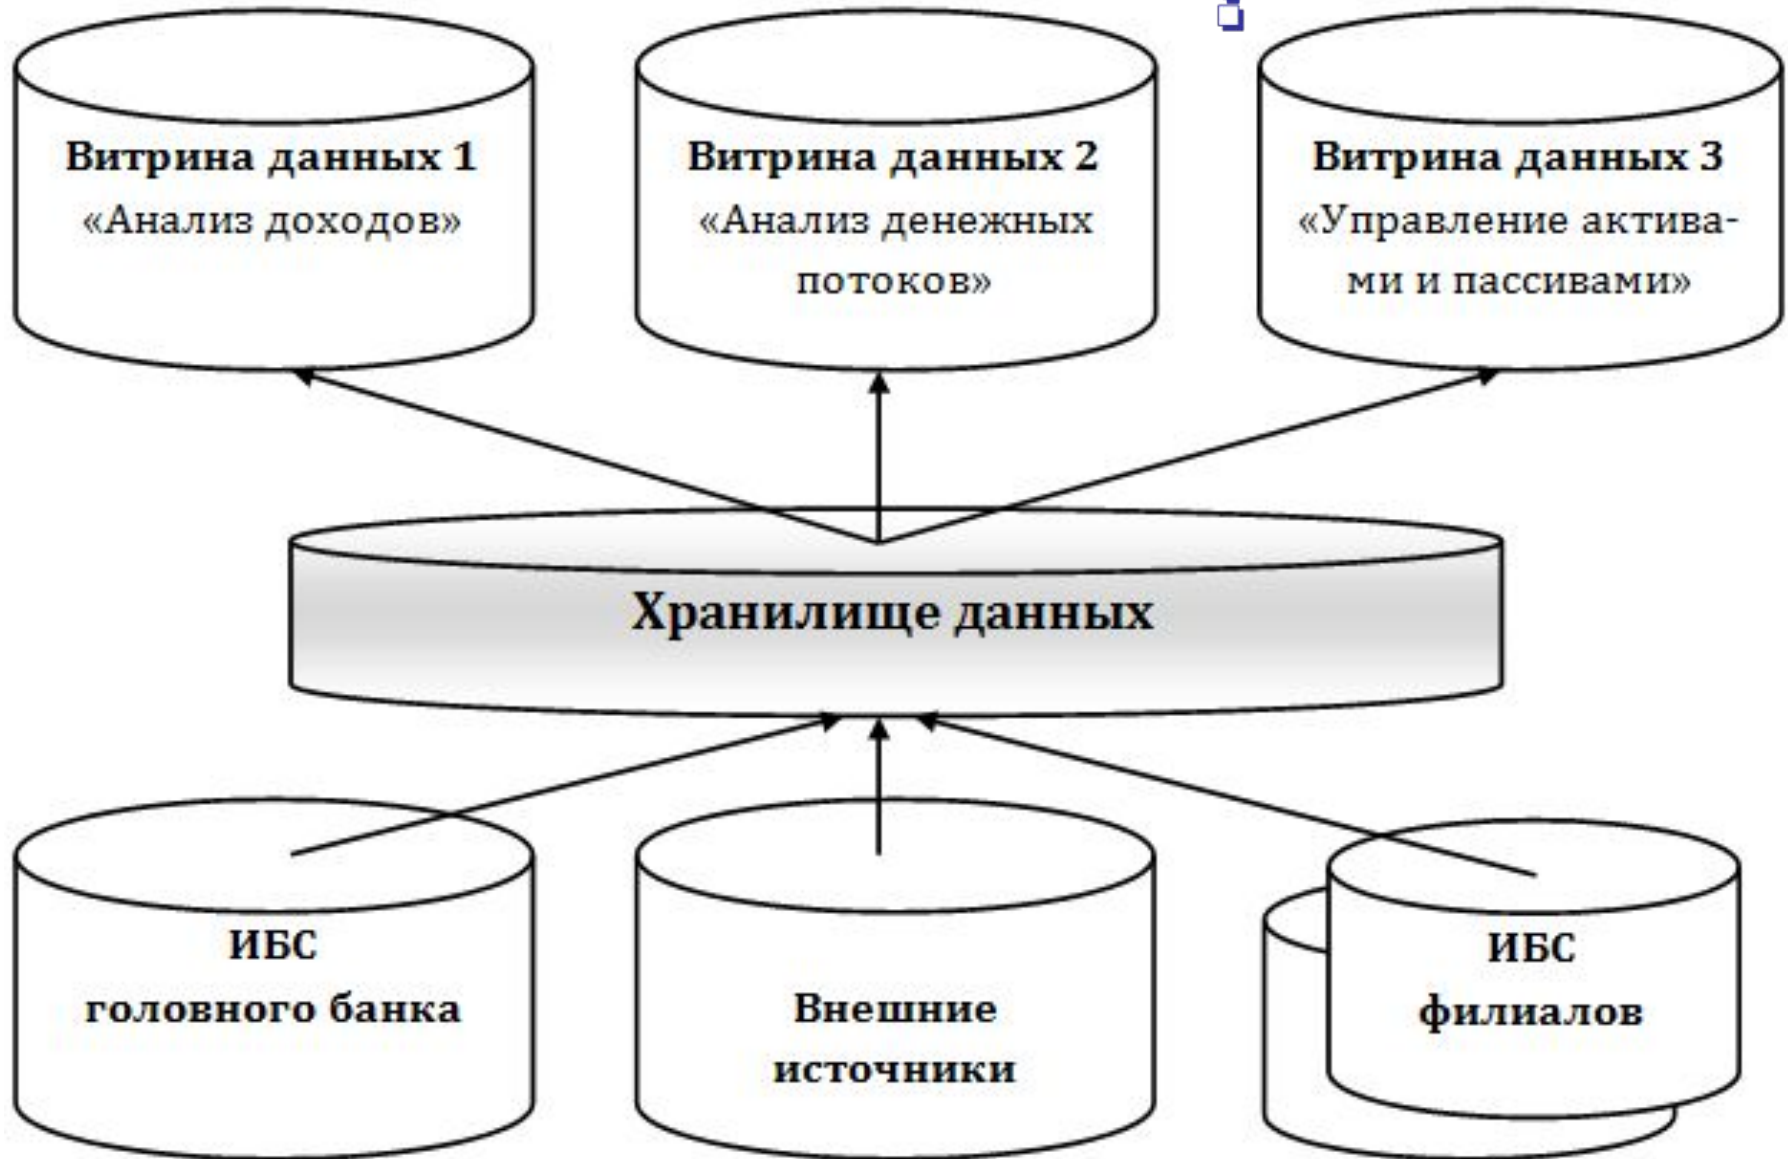 Витрина данных 1
«Анализ доходов»
Витрина данных 2
«Анализ денежных
потоков»
Витрина данных 3
«Управление актива-
ми и пассивами»
Хранилище данных
ИБС
головного банка
Внешние
источники
ИБС
филиалов